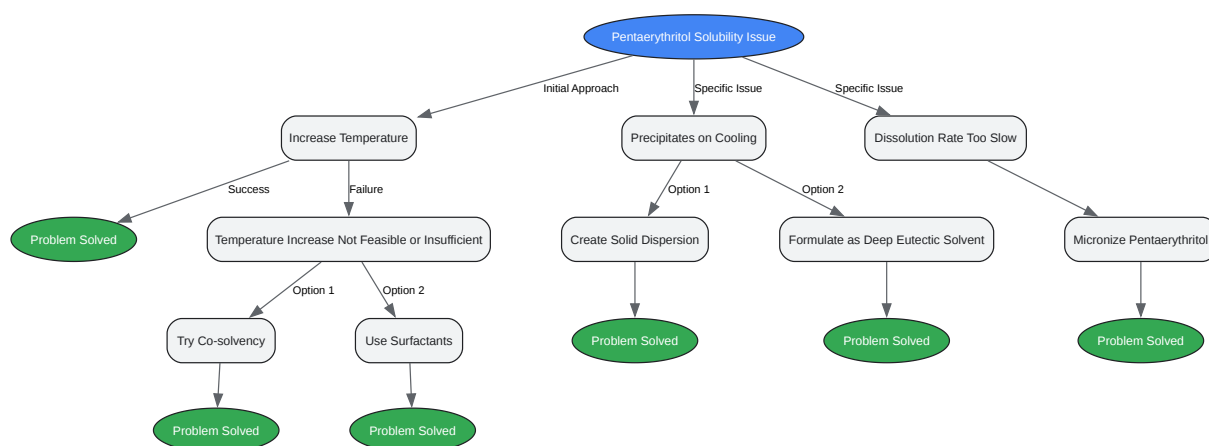 Pentaerythritol Solubility Issue
Initial Approach
Specific Issue
Specific Issue
Increase Temperature
Precipitates on Cooling
Dissolution Rate Too Slow
Success
Failure
Option 1
Option 2
Problem Solved
Temperature Increase Not Feasible or Insufficient
Create Solid Dispersion
Formulate as Deep Eutectic Solvent
Micronize Pentaerythritol
Option 1
Option 2
Try Co-solvency
Use Surfactants
Problem Solved
Problem Solved
Problem Solved
Problem Solved
Problem Solved